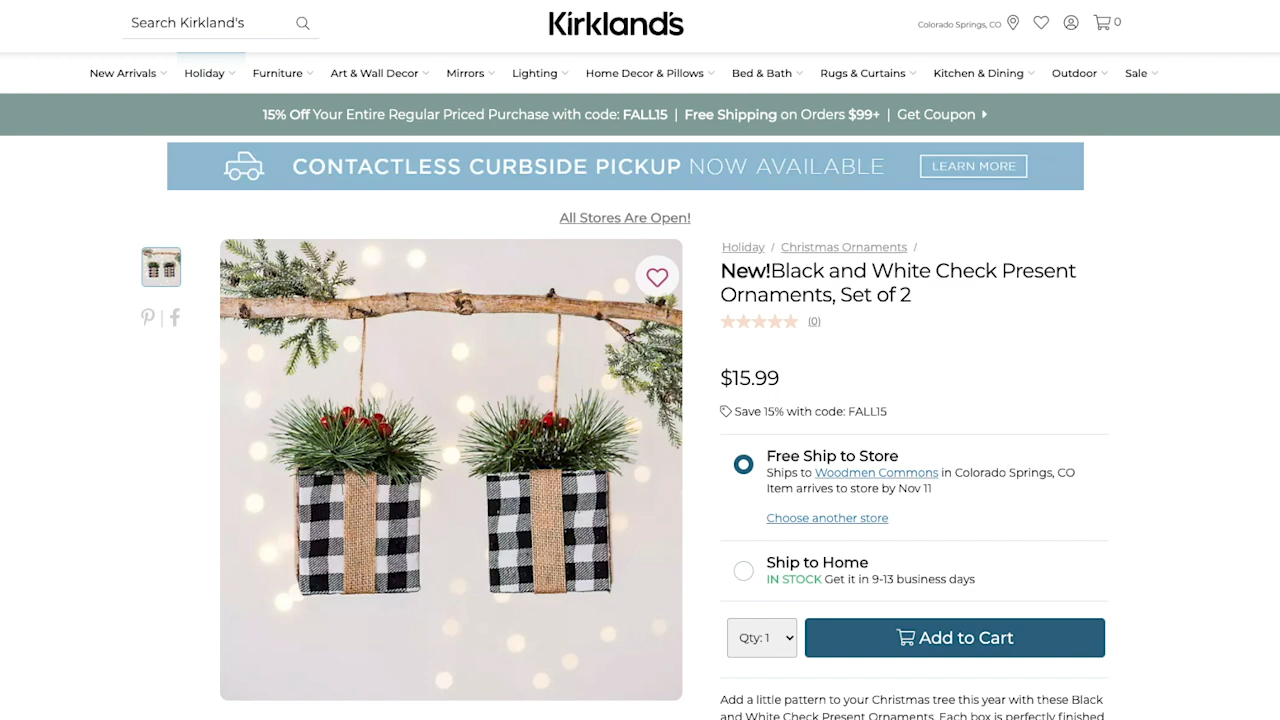 Search Kirkland's
Kirkland's
Colorado Springs, CO
0
New Arrivals
Holiday
Furniture
Art & Wall Decor
Mirrors
Lighting
Home Decor & Pillows
Bed & Bath
Rugs & Curtains
Kitchen & Dining
Outdoor
Sale
15% Off Your Entire Regular Priced Purchase with code: FALL15 | Free Shipping on Orders $99+ | Get Coupon
CONTACTLESS CURBSIDE PICKUP NOW AVAILABLE
LEARN MORE
All Stores Are Open!
Holiday / Christmas Ornaments /
New!Black and White Check Present
Ornaments, Set of 2
(0)
$15.99
Save 15% with code: FALL15
Free Ship to Store
Ships to Woodmen Commons in Colorado Springs, CO
Item arrives to store by Nov 11
Choose another store
Ship to Home
IN STOCK Get it in 9-13 business days
Qty: 1
Add to Cart
Add a little pattern to your Christmas tree this year with these Black
and White Check Present Ornaments. Each box is perfectly finished